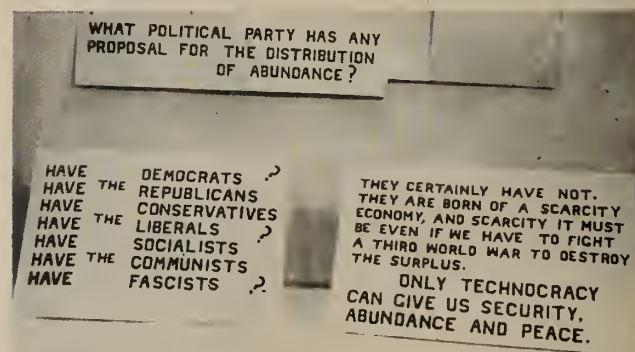 WHAT POLITICAL PARTY HAS ANY
PROPOSAL FOR THE DISTRIBUTION
OF ABUNDANCE?
HAVE DEMOCRATS ?
HAVE THE REPUBLICANS
HAVE CONSERVATIVES
HAVE THE LIBERALS ?
HAVE SOCIALISTS
HAVE THE COMMUNISTS
HAVE FASCISTS ?
THEY CERTAINLY HAVE NOT.
THEY ARE BORN OF A SCARCITY
ECONOMY, AND SCARCITY IT MUST
BE EVEN IF WE HAVE TO FIGHT
A THIRD WORLD WAR TO DESTROY
THE SURPLUS.
ONLY TECHNOCRACY
CAN GIVE US SECURITY,
ABUNDANCE AND PEACE.